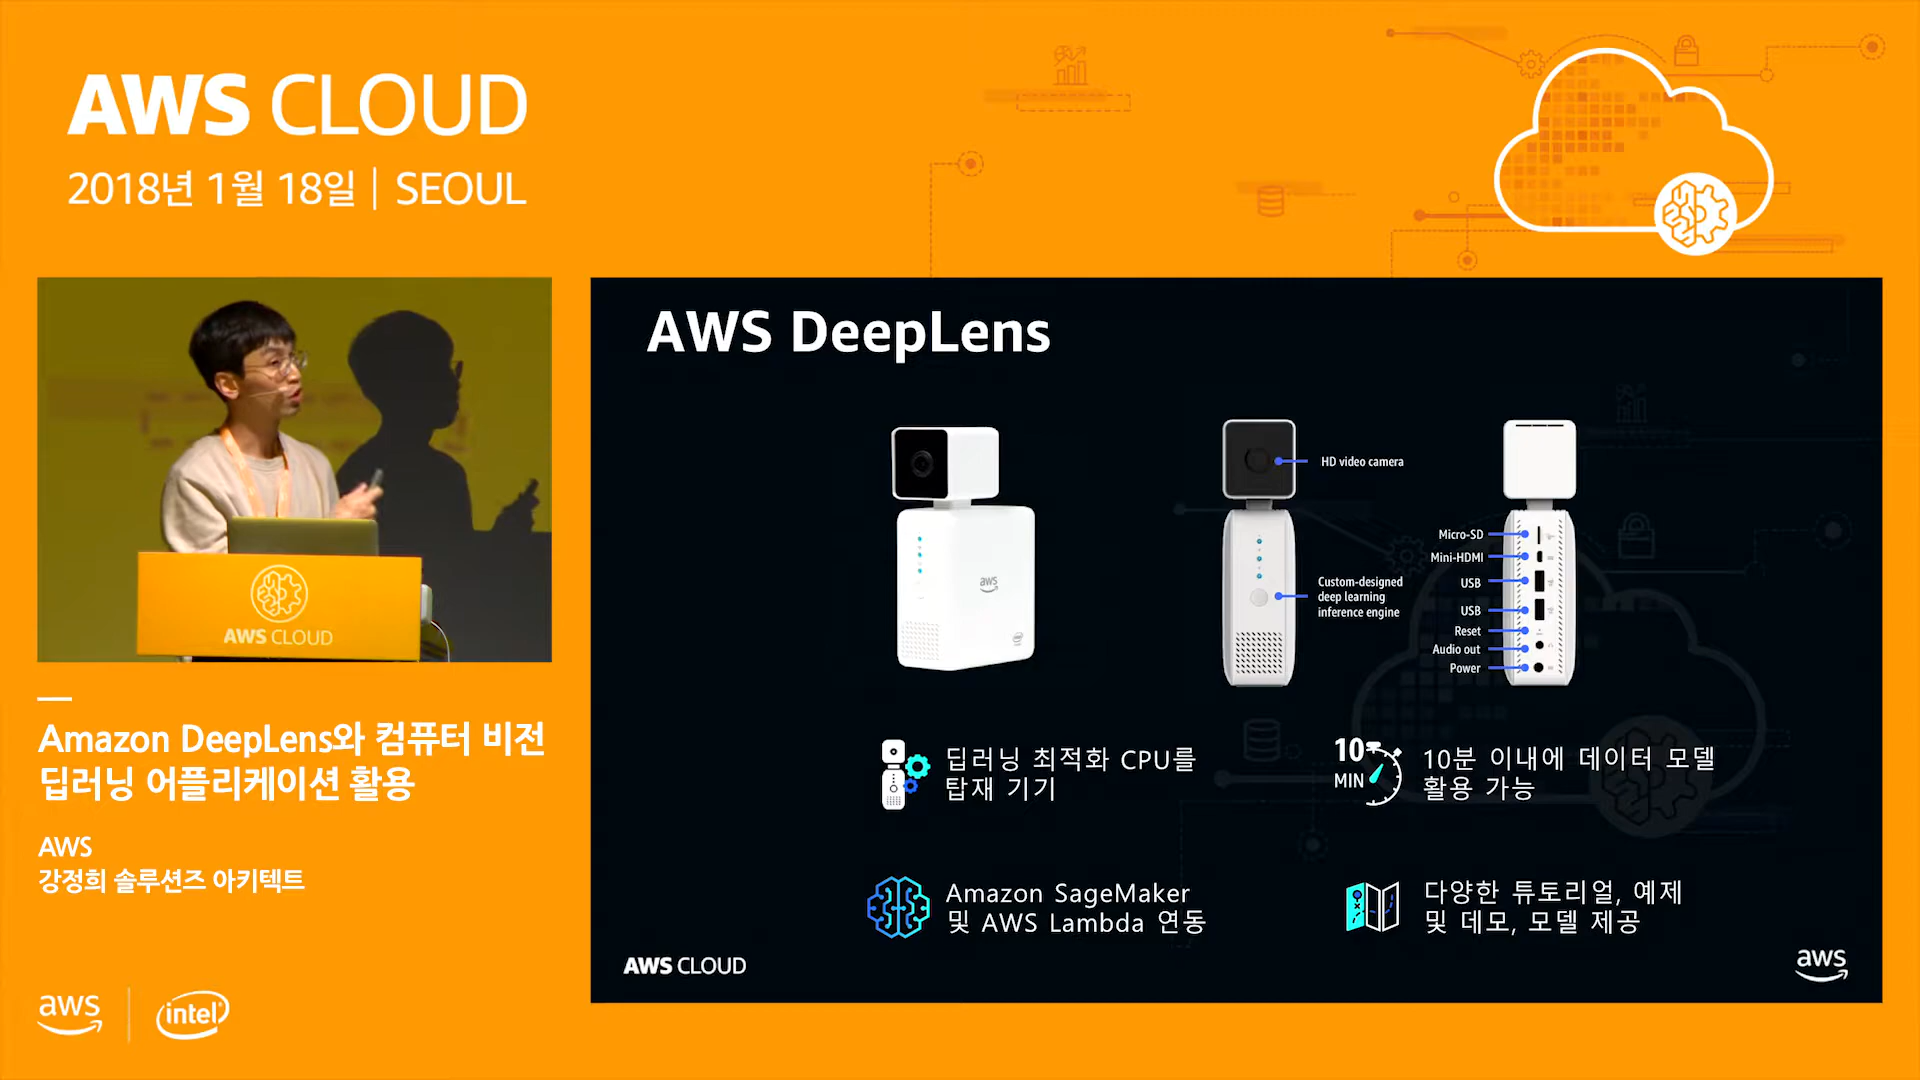 AWS CLOUD
2018년 1월 18일 | SEOUL
AWS CLOUD
Amazon DeepLens와 컴퓨터 비전
딥러닝 어플리케이션 활용
AWS
강정희 솔루션즈 아키텍트
aws
intel
AWS DeepLens
aws
HD video camera
Custom-designed
deep learning
inference engine
Micro-SD
Mini-HDMI
USB
USB
Reset
Audio out
Power
딥러닝 최적화 CPU를
탑재 기기
10
MIN
10분 이내에 데이터 모델
활용 가능
Amazon SageMaker
및 AWS Lambda 연동
다양한 튜토리얼, 예제
및 데모, 모델 제공
AWS CLOUD
aws